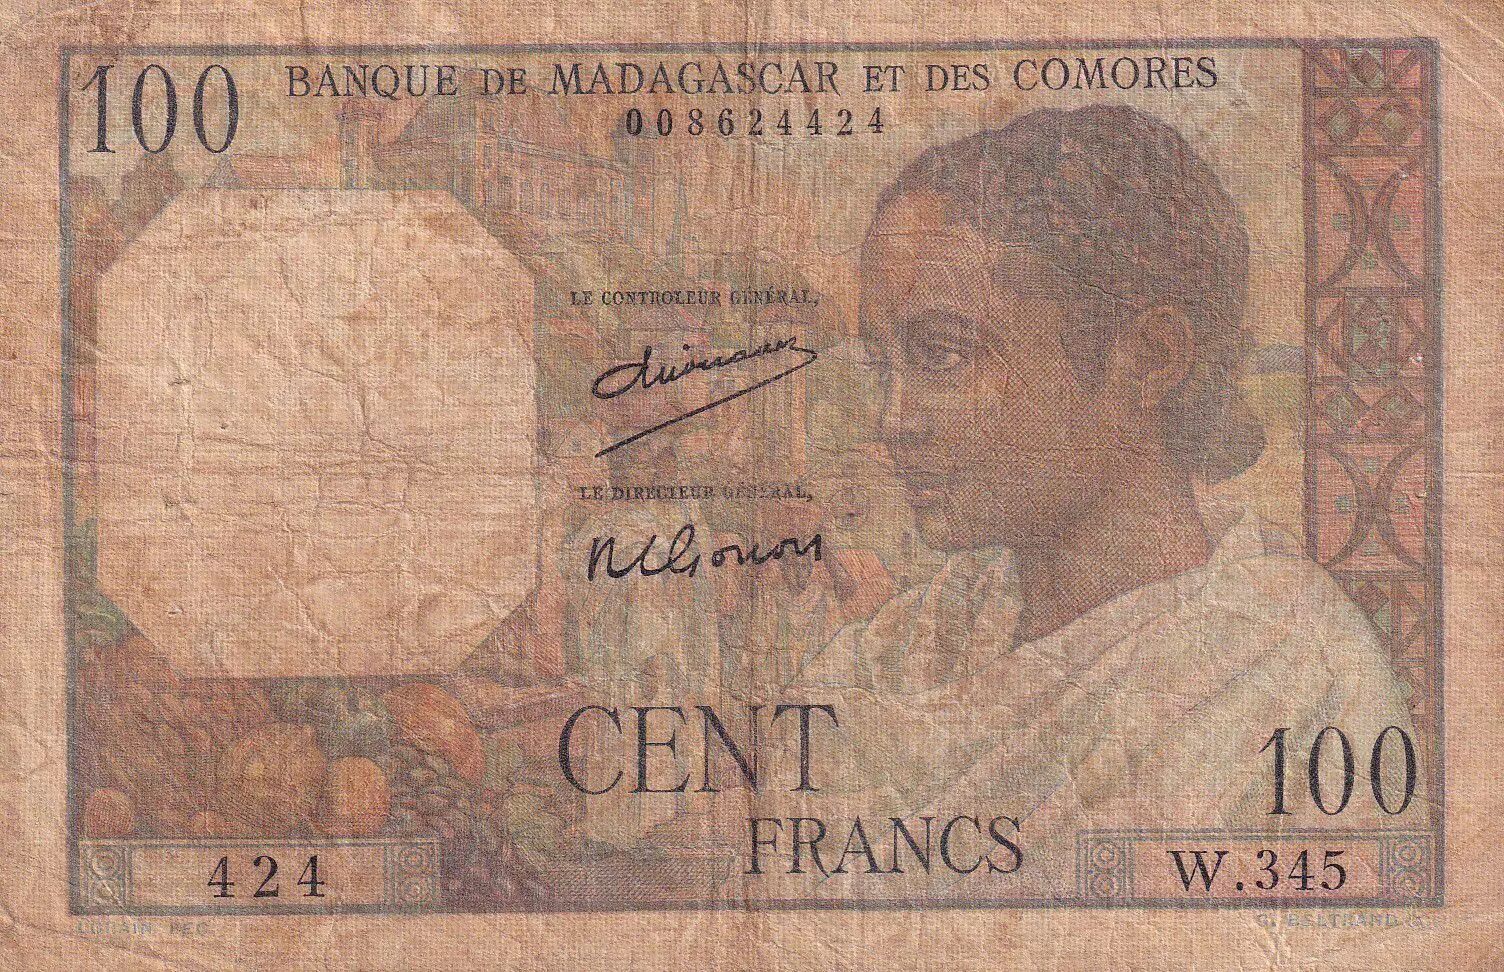 100
BANQUE DE MADAGASCAR ET DES COMORES
008624424
LE CONTROLEUR GÉNÉRAL,
LE DIRECTEUR GÉNÉRAL,
CENT
FRANCS
100
424
W.345
G. BELTRAND